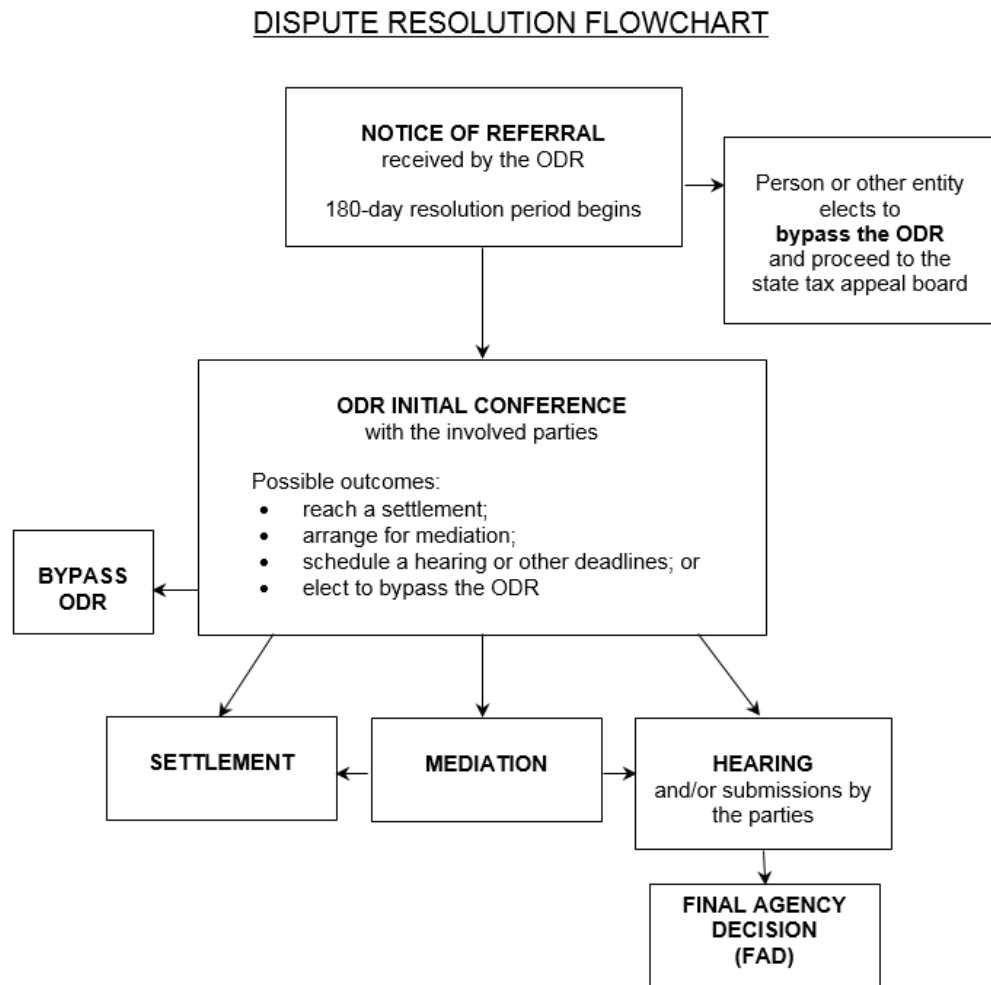 DISPUTE RESOLUTION FLOWCHART
NOTICE OF REFERRAL
received by the ODR
180-day resolution period begins
Person or other entity
elects to
bypass the ODR
and proceed to the
state tax appeal board
ODR INITIAL CONFERENCE
with the involved parties
Possible outcomes:
• reach a settlement;
• arrange for mediation;
• schedule a hearing or other deadlines; or
• elect to bypass the ODR
BYPASS
ODR
SETTLEMENT
MEDIATION
HEARING
and/or submissions by
the parties
FINAL AGENCY
DECISION
(FAD)